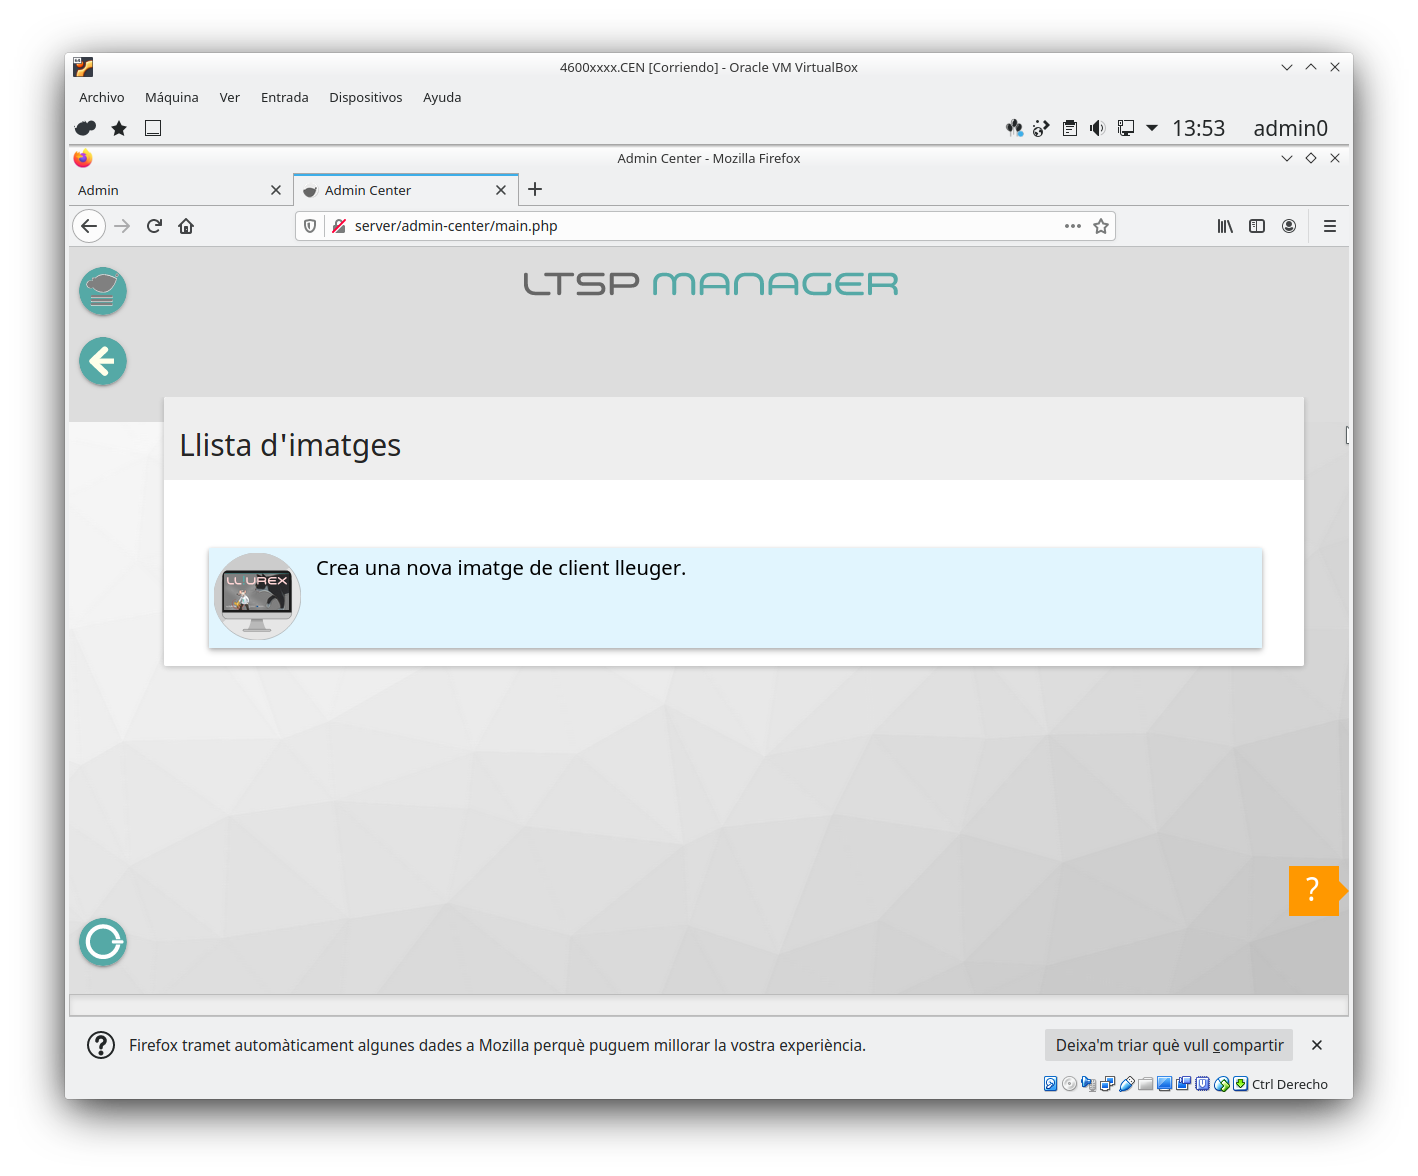 4600xxxx.CEN [Corriendo] - Oracle VM VirtualBox
Archivo Máquina Ver Entrada Dispositivos Ayuda
13:53 admin0
Admin Center - Mozilla Firefox
Admin Admin Center
server/admin-center/main.php
LTSP MANAGER
Llista d'imatges
LLIUREX
Crea una nova imatge de client lleuger.
?
Firefox tramet automàticament algunes dades a Mozilla perquè puguem millorar la vostra experiència. Deixa'm triar què vull compartir
Ctrl Derecho